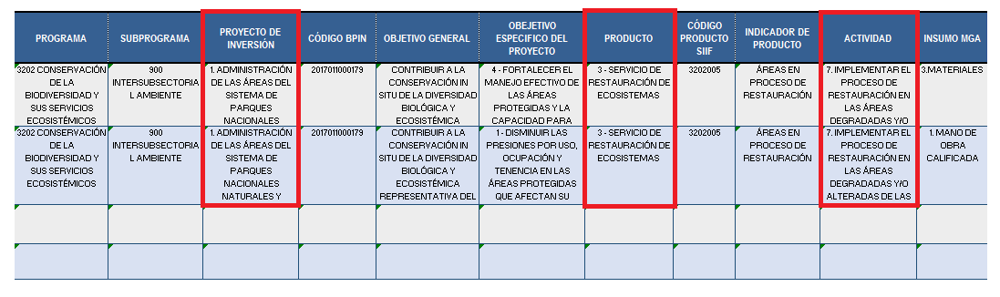 PROGRAMA
SUBPROGRAMA
PROYECTO DE
INVERSIÓN
CÓDIGO BPIN
OBJETIVO GENERAL
OBEJETIVO
ESPECIFICO DEL
PROYECTO
PRODUCTO
CÓDIGO
PRODUCTO
SIIF
INDICADOR DE
PRODUCTO
ACTIVIDAD
INSUMO MGA
3202 CONSERVACIÓN
DE LA
BIODIVERSIDAD Y
SUS SERVICIOS
ECOSISTÉMICOS
900
INTERSUBSECTORIA
L AMBIENTE
1. ADMINISTRACIÓN
DE LAS ÁREAS DEL
SISTEMA DE
PARQUES
NACIONALES
2017011000179
CONTRIBUIR A LA
CONSERVACIÓN IN
SITU DE LA DIVERSIDAD
BIOLÓGICA Y
ECOSISTÉMICA
4 - FORTALECER EL
MANEJO EFECTIVO DE
LAS ÁREAS
PROTEGIDAS Y LA
CAPACIDAD PARA
3 - SERVICIO DE
RESTAURACIÓN DE
ECOSISTEMAS
3202005
ÁREAS EN
PROCESO DE
RESTAURACIÓN
7. IMPLEMENTAR EL
PROCESO DE
RESTAURACIÓN EN
LAS ÁREAS
DEGRADADAS Y/O
3.MATERIALES
3202 CONSERVACIÓN
DE LA
BIODIVERSIDAD Y
SUS SERVICIOS
ECOSISTÉMICOS
900
INTERSUBSECTORIA
L AMBIENTE
1. ADMINISTRACIÓN
DE LAS ÁREAS DEL
SISTEMA DE
PARQUES
NACIONALES
NATURALES Y
2017011000179
CONTRIBUIR A LA
CONSERVACIÓN IN
SITU DE LA DIVERSIDAD
BIOLÓGICA Y
ECOSISTÉMICA
REPRESENTATIVA DEL
1 - DISMINUIR LAS
PRESIONES POR USO,
OCUPACIÓN Y
TENENCIA EN LAS
ÁREAS PROTEGIDAS
QUE AFECTAN SU
3 - SERVICIO DE
RESTAURACIÓN DE
ECOSISTEMAS
3202005
ÁREAS EN
PROCESO DE
RESTAURACIÓN
7. IMPLEMENTAR EL
PROCESO DE
RESTAURACIÓN EN
LAS ÁREAS
DEGRADADAS Y/O
ALTERADAS DE LAS
1. MANO DE
OBRA
CALIFICADA